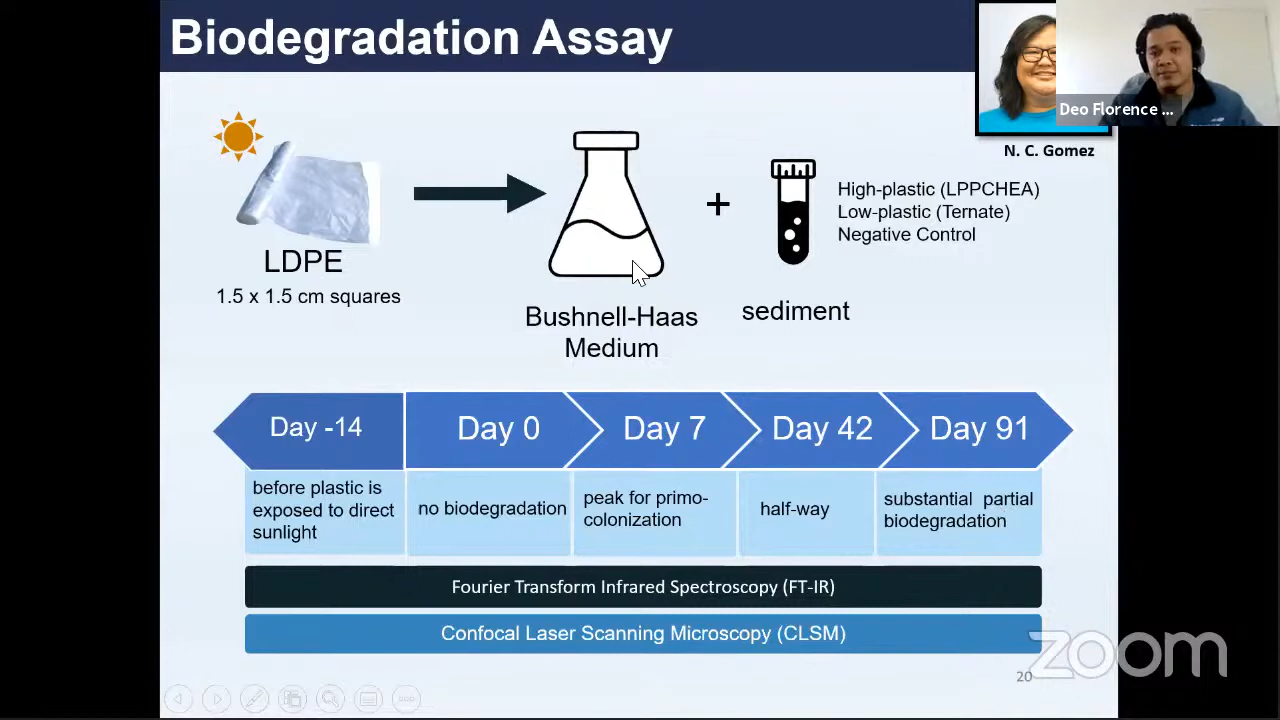 Biodegradation Assay
Deo Florence ...
N. C. Gomez
High-plastic (LPPCHEA)
Low-plastic (Ternate)
Negative Control
LDPE
1.5 x 1.5 cm squares
Bushnell-Haas
Medium
+
sediment
Day -14
Day 0
Day 7
Day 42
Day 91
before plastic is
exposed to direct
sunlight
no biodegradation
peak for primo-
colonization
half-way
substantial partial
biodegradation
Fourier Transform Infrared Spectroscopy (FT-IR)
Confocal Laser Scanning Microscopy (CLSM)
20
zoom